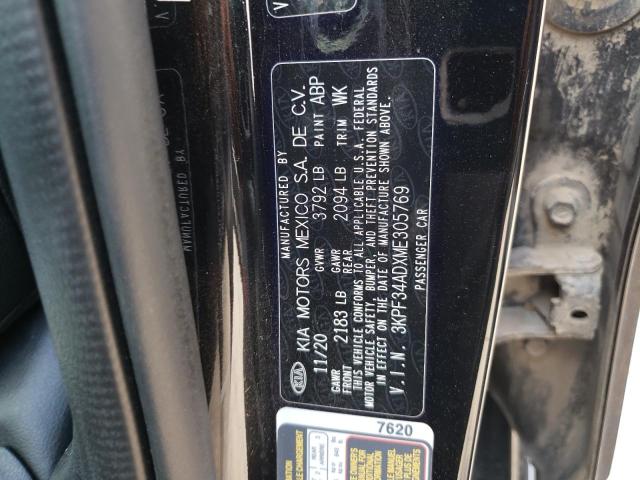 MANUFACTURED BY
KIA KIA MOTORS MEXICO S.A. DE C.V.
11/20 GVWR 3792 LB PAINT ABP
GAWR FRONT 2183 LB GAWR REAR 2094 LB TRIM WK
THIS VEHICLE CONFORMS TO ALL APPLICABLE U.S.A. FEDERAL
MOTOR VEHICLE SAFETY, BUMPER, AND THEFT PREVENTION STANDARDS
IN EFFECT ON THE DATE OF MANUFACTURE SHOWN ABOVE.
V.I.N. 3KPF34ADXME305769
PASSENGER CAR
7620
REAR